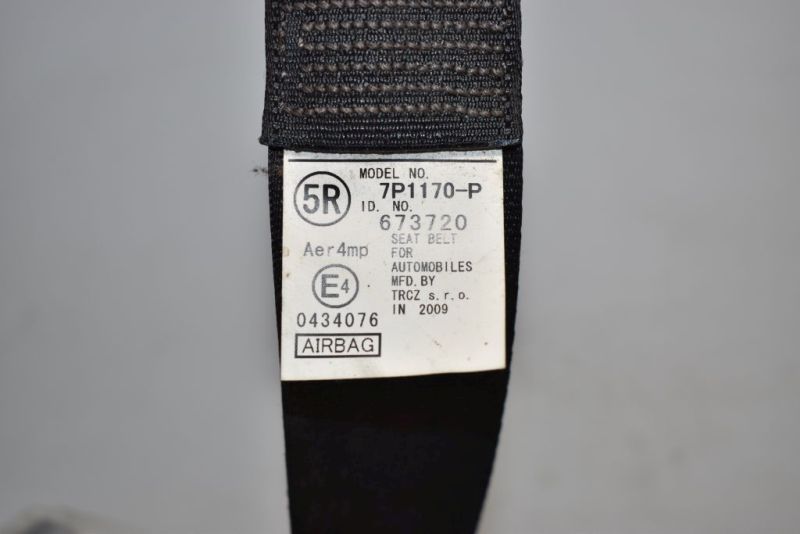 MODEL NO.
5R 7P1170-P
ID. NO.
673720
Aer4mp
SEAT BELT
FOR
AUTOMOBILES
E4
MFD. BY
TRCZ s.r.o.
0434076
IN 2009
AIRBAG